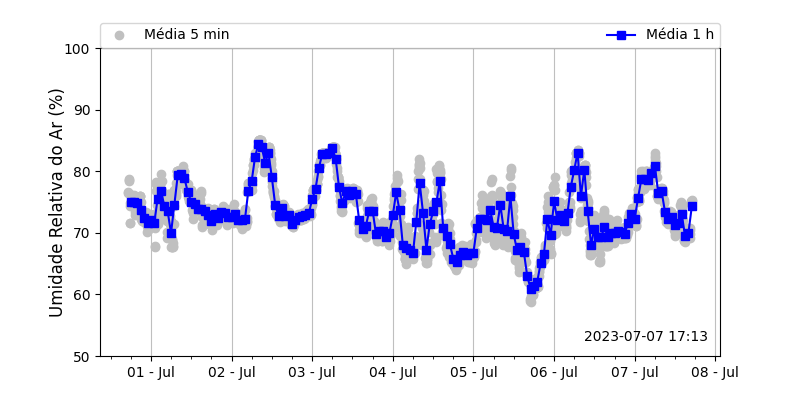 Média 5 min
Média 1 h
Umidade Relativa do Ar (%)
100
90
80
70
60
50
2023-07-07 17:13
01 - Jul
02 - Jul
03 - Jul
04 - Jul
05 - Jul
06 - Jul
07 - Jul
08 - Jul